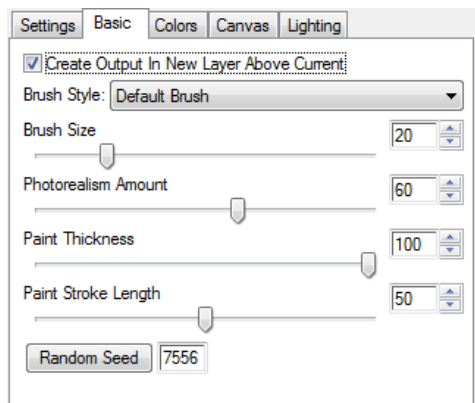 Settings Basic Colors Canvas Lighting
Create Output In New Layer Above Current
Brush Style: Default Brush
Brush Size 20
Photorealism Amount 60
Paint Thickness 100
Paint Stroke Length 50
Random Seed 7556